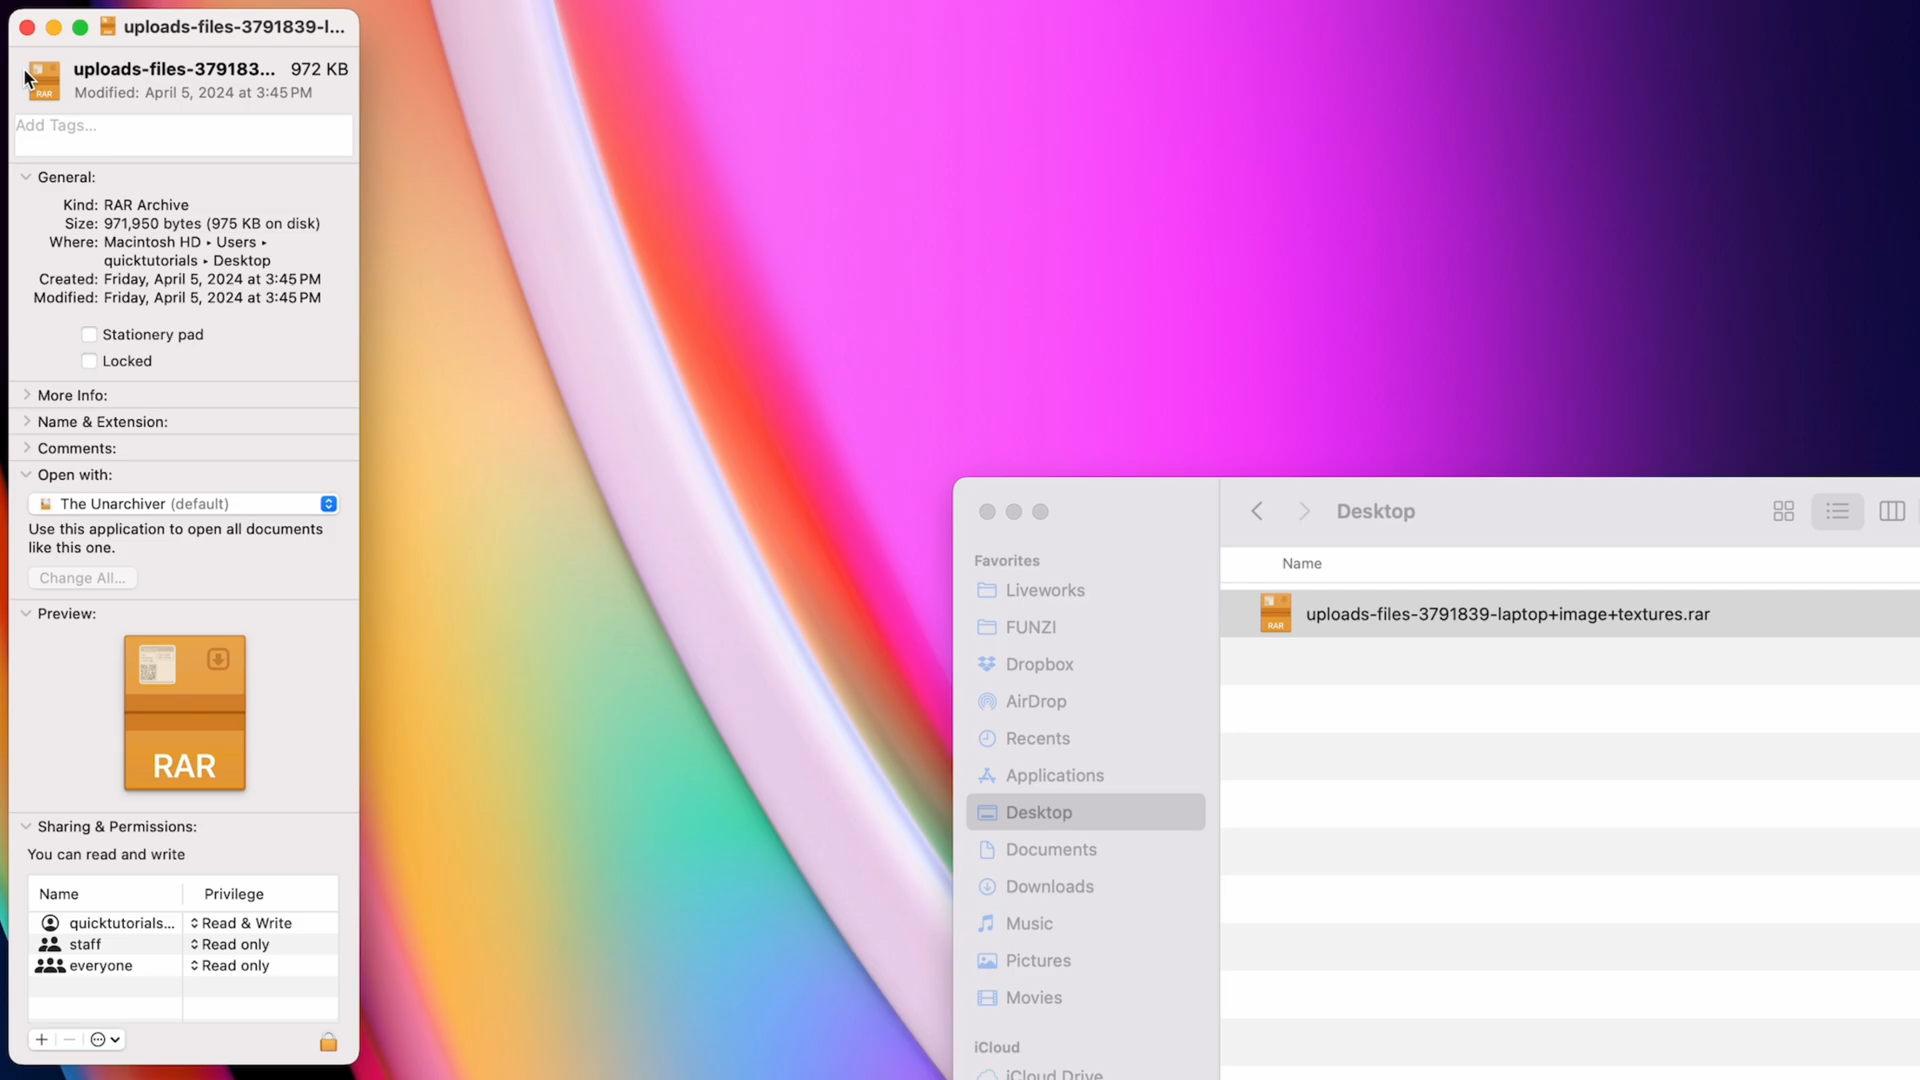 uploads-files-3791839-l...
uploads-files-379183... 972 KB
RAR
Modified: April 5, 2024 at 3:45 PM
Add Tags...
General:
Kind: RAR Archive
Size: 971,950 bytes (975 KB on disk)
Where: Macintosh HD ▸ Users ▸
quicktutorials ▸ Desktop
Created: Friday, April 5, 2024 at 3:45 PM
Modified: Friday, April 5, 2024 at 3:45 PM
Stationery pad
Locked
More Info:
Name & Extension:
Comments:
Open with:
The Unarchiver (default)
Use this application to open all documents
like this one.
Change All...
Preview:
RAR
Sharing & Permissions:
You can read and write
Name Privilege
quicktutorials... Read & Write
staff Read only
everyone Read only
Desktop
Favorites
Liveworks
FUNZI
Dropbox
AirDrop
Recents
Applications
Desktop
Documents
Downloads
Music
Pictures
Movies
iCloud
iCloud Drive
Name
RAR
uploads-files-3791839-laptop+image+textures.rar